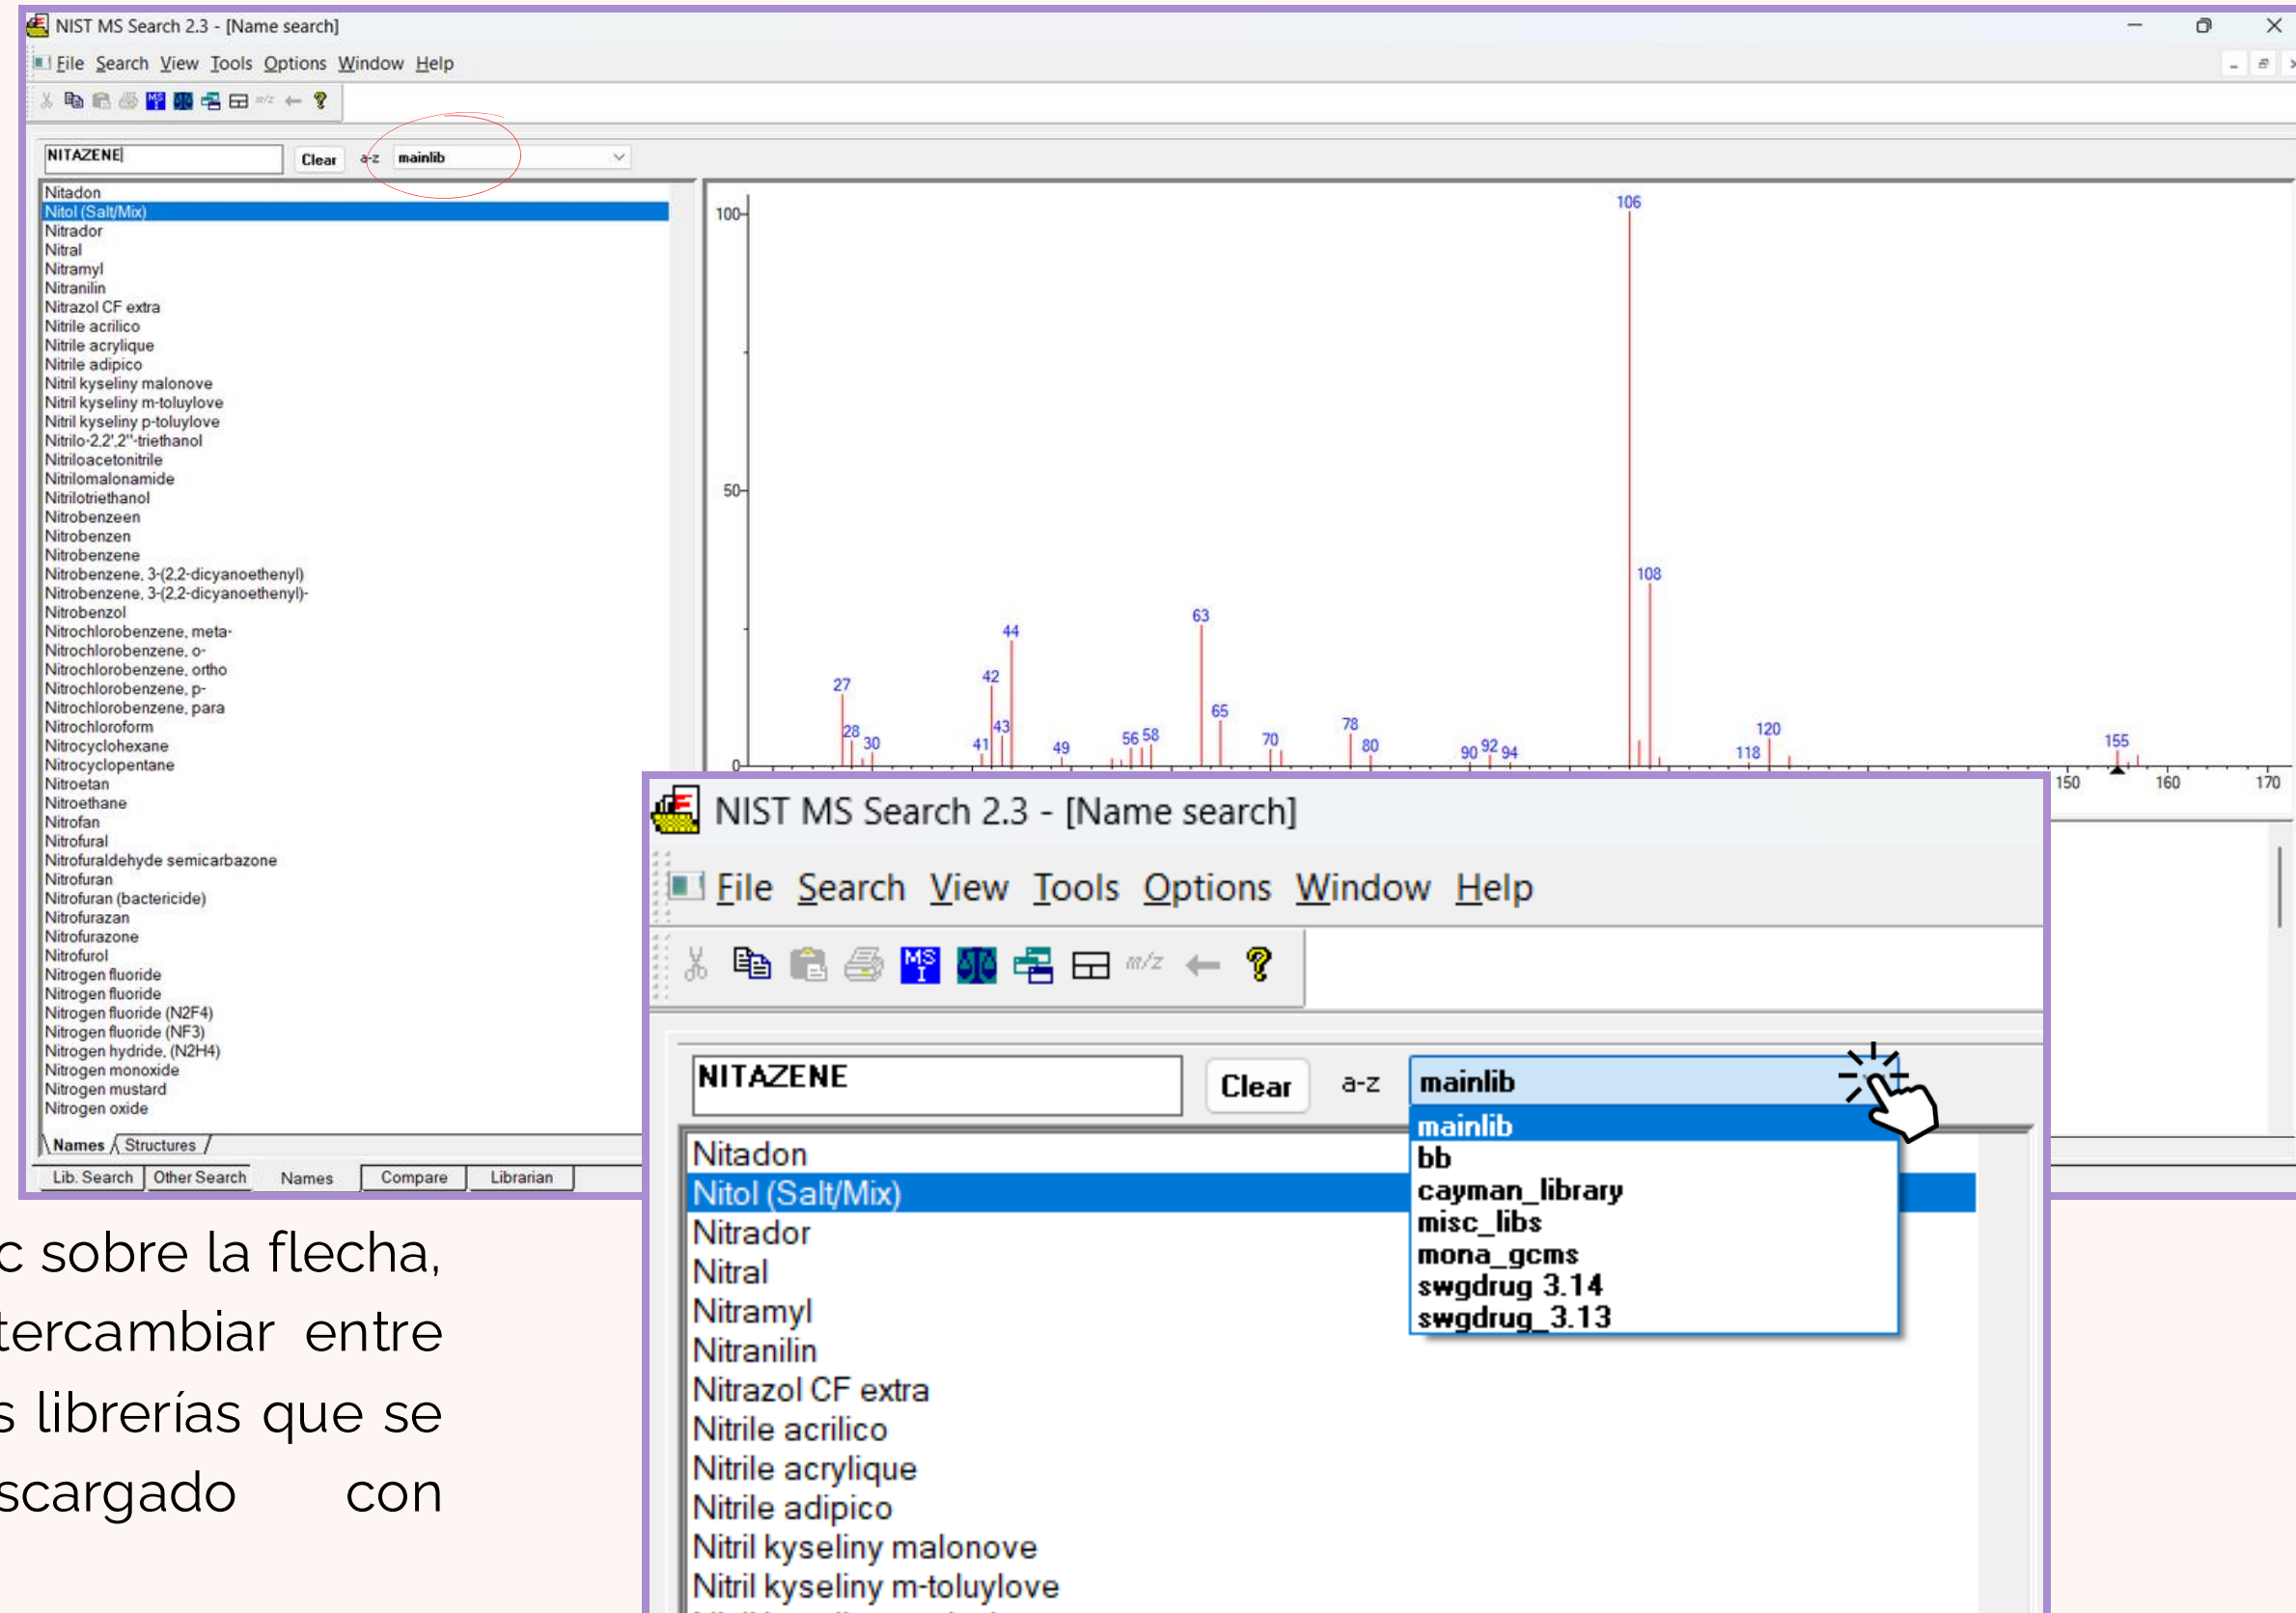 NIST MS Search 2.3 - [Name search]
File Search View Tools Options Window Help
m/z
NITAZENE
Clear a-z mainlib
Nitadon
Nitol (Salt/Mix)
Nitrador
Nitral
Nitramyl
Nitranilin
Nitrazol CF extra
Nitrile acrilico
Nitrile acrylique
Nitrile adipico
Nitril kyseliny malonove
Nitril kyseliny m-toluylove
Nitril kyseliny p-toluylove
Nitrilo-2,2',2''-triethanol
Nitriloacetonitrile
Nitrilomalonamide
Nitrilotriethanol
Nitrobenzeen
Nitrobenzen
Nitrobenzene
Nitrobenzene, 3-(2,2-dicyanoethenyl)
Nitrobenzene, 3-(2,2-dicyanoethenyl)-
Nitrobenzol
Nitrochlorobenzene, meta-
Nitrochlorobenzene, o-
Nitrochlorobenzene, ortho
Nitrochlorobenzene, p-
Nitrochlorobenzene, para
Nitrochloroform
Nitrocyclohexane
Nitrocyclopentane
Nitroetan
Nitroethane
Nitrofan
Nitrofural
Nitrofuraldehyde semicarbazone
Nitrofuran
Nitrofuran (bactericide)
Nitrofurazan
Nitrofurazone
Nitrofurol
Nitrogen fluoride
Nitrogen fluoride
Nitrogen fluoride (N2F4)
Nitrogen fluoride (NF3)
Nitrogen hydride, (N2H4)
Nitrogen monoxide
Nitrogen mustard
Nitrogen oxide
Names Structures
Lib. Search Other Search Names Compare Librarian
100
50
0
27 28 30 41 42 43 44 49 56 58 63 65 70 78 80 90 92 94 106 108 118 120 155
150 160 170
NIST MS Search 2.3 - [Name search]
File Search View Tools Options Window Help
MS I m/z
NITAZENE Clear a-z mainlib
mainlib
bb
cayman_library
misc_libs
mona_gcms
swgdrug 3.14
swgdrug_3.13
Nitadon
Nitol (Salt/Mix)
Nitrador
Nitral
Nitramyl
Nitranilin
Nitrazol CF extra
Nitrile acrilico
Nitrile acrylique
Nitrile adipico
Nitril kyseliny malonove
Nitril kyseliny m-toluylove
c sobre la flecha,
tercambiar entre
s librerías que se
scargado con